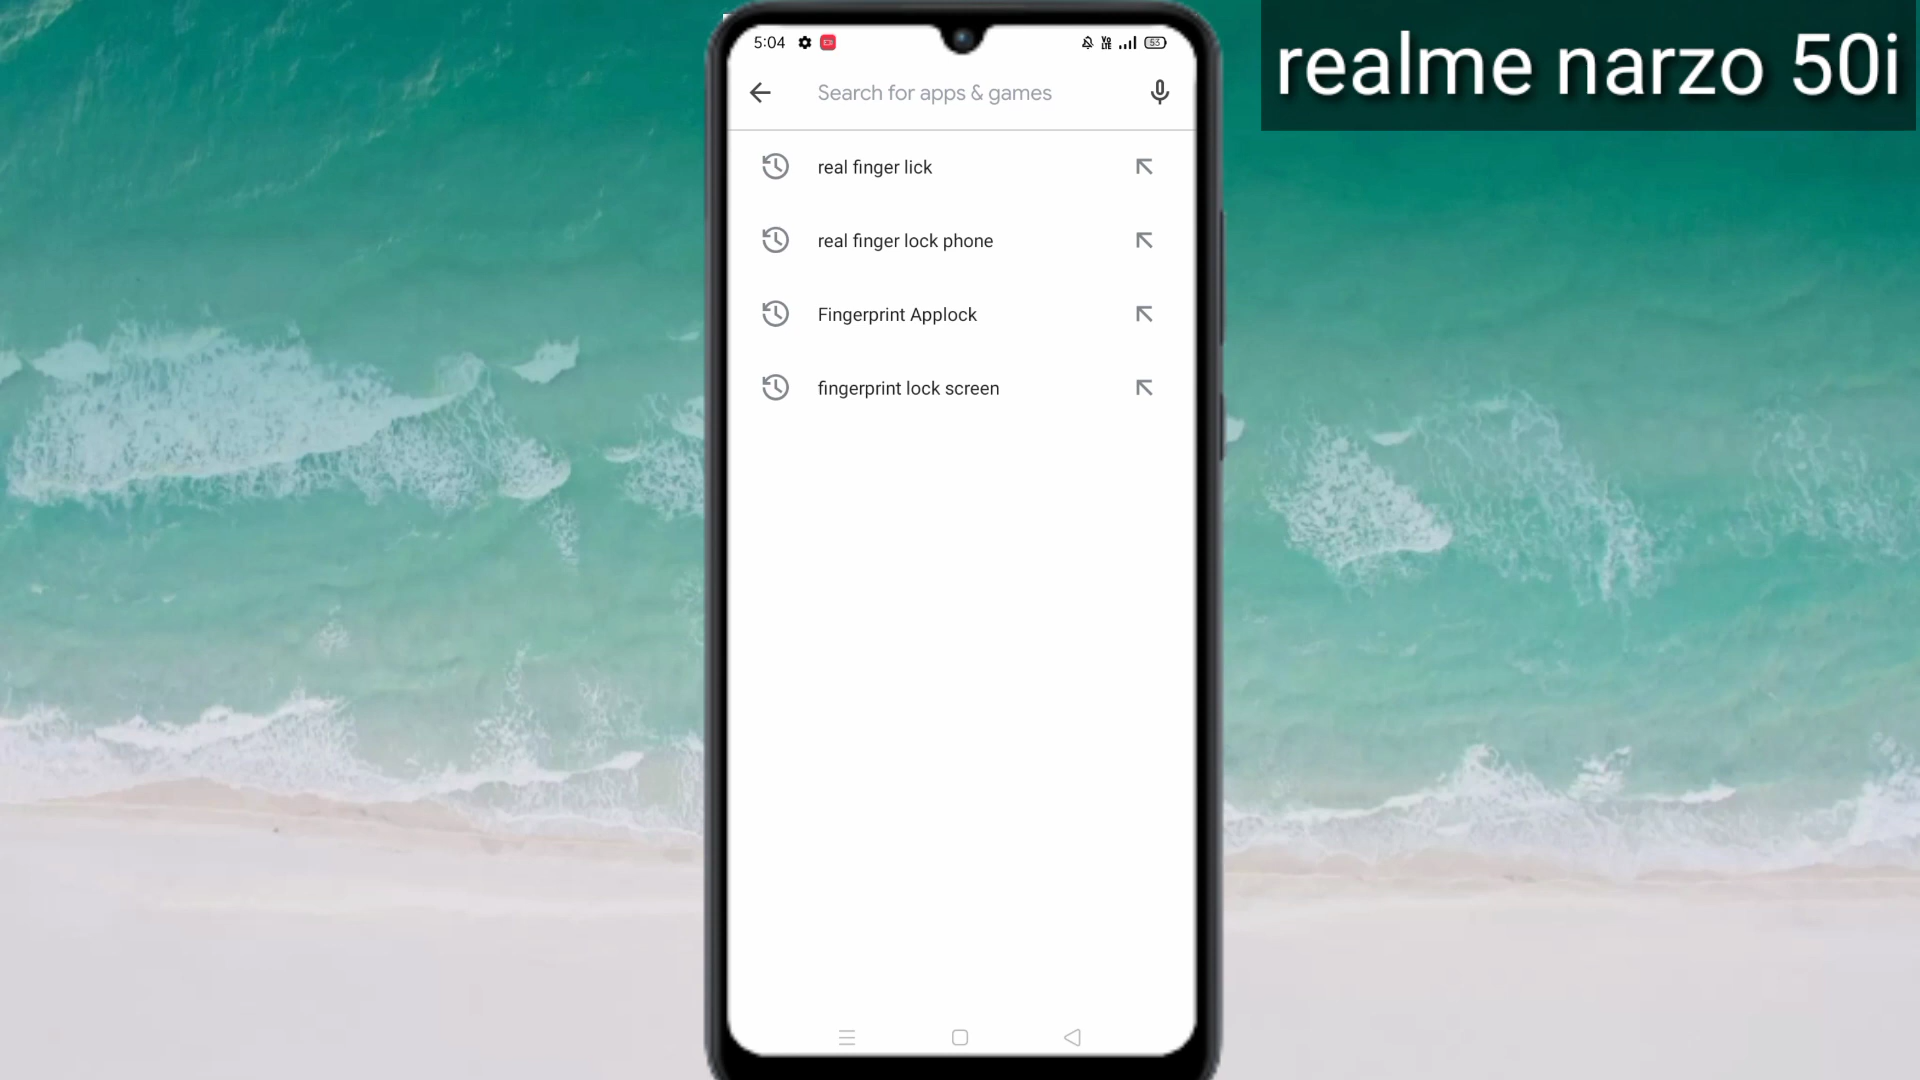 realme narzo 50i
5:04
53
Search for apps & games
real finger lick
real finger lock phone
Fingerprint Applock
fingerprint lock screen